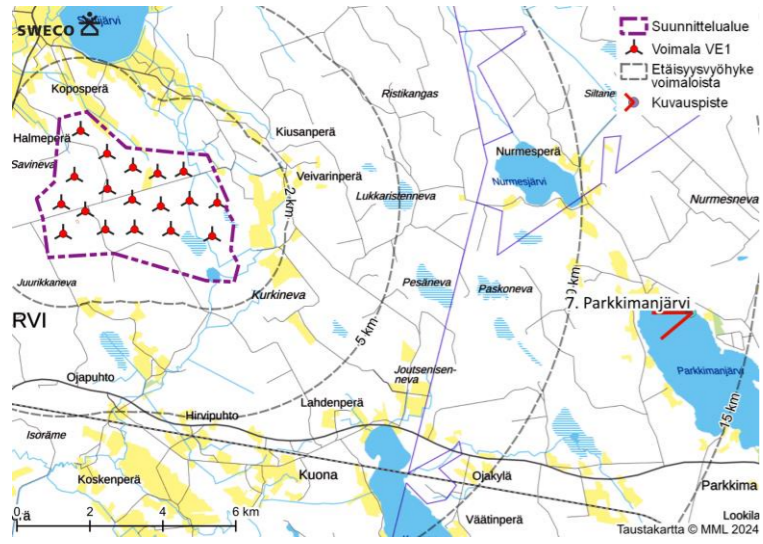 SWECO
Suunnittelualue
Voimala VE1
Etäisyysvyöhyke
voimaloista
Kuvauspiste
Koposperä
Ristikangas
Halmeperä
Kiusanperä
Savineva
Nurmesperä
Veivarinperä
Nurmesjärvi
2 km
Lukkaristenneva
Nurmesneva
Juurikkaneva
Pesäneva
Paskoneva
Kurkineva
7. Parkkimanjärvi
RVI
5 km
Ojapuhto
Joutsenisen-
neva
Parkkimanjärvi
Lahdenperä
Hirvipuhto
15 km
Isoräme
Koskenperä
Kuona
Ojakylä
Parkkima
0 2 4 6 km
Väätinperä
Lookila
Taustakartta © MML 2024